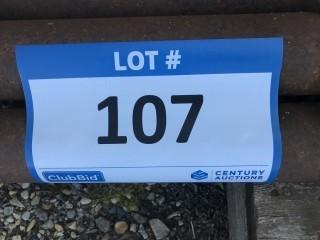 LOT #
107
ClubBid
CENTURY
AUCTIONS